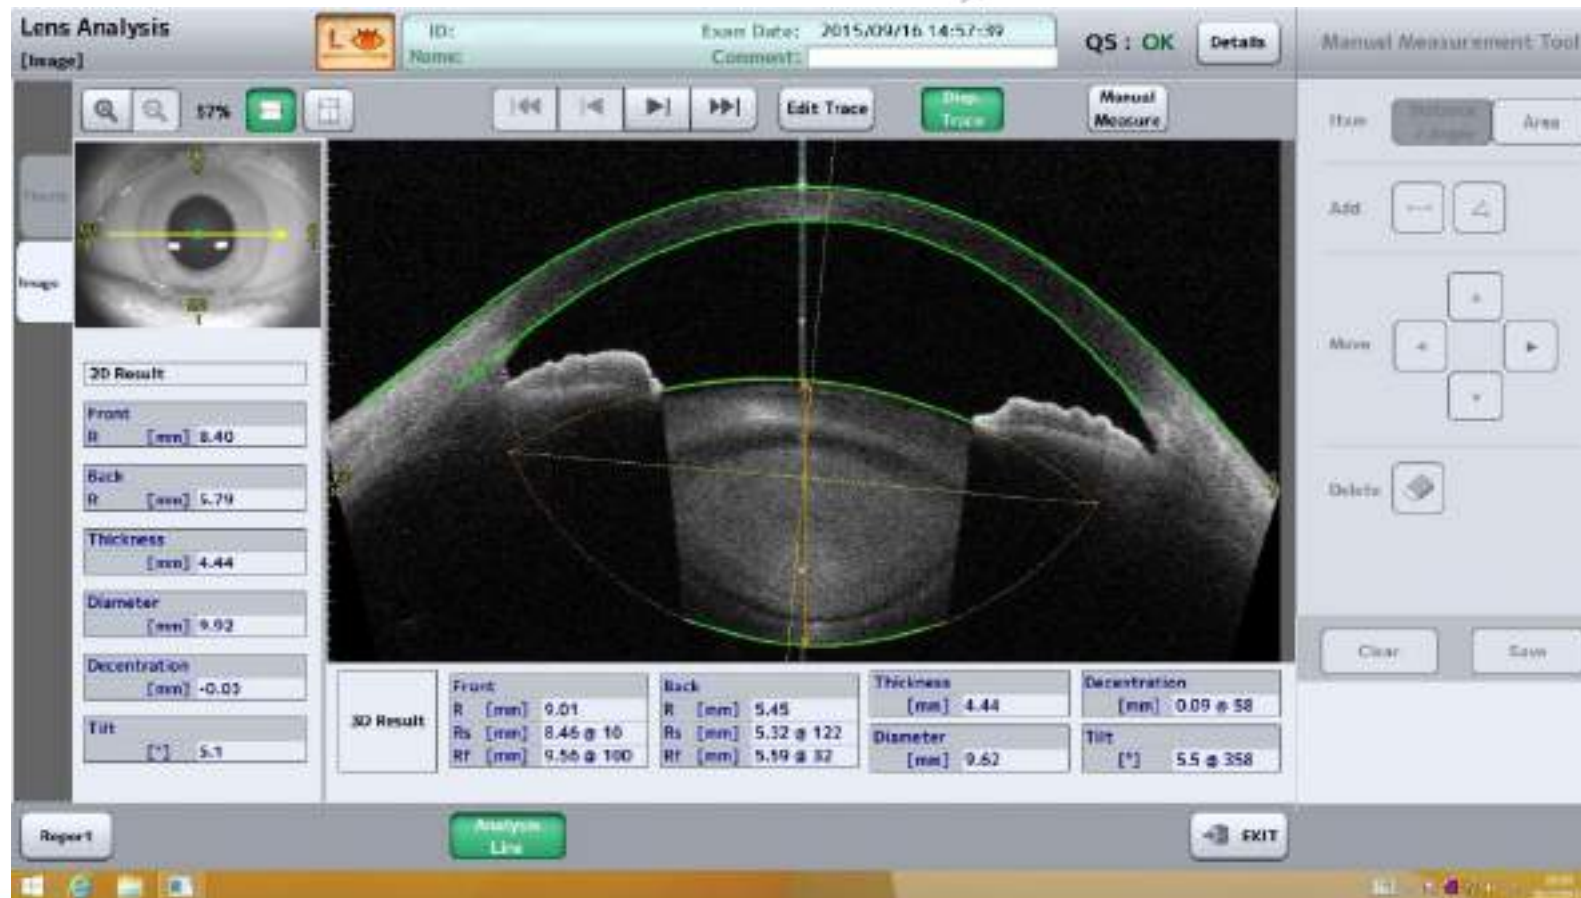 Lens Analysis
[Image]
L
ID:
Name:
Exam Date: 2015/09/16 14:57:39
Comment:
QS : OK
Details
Manual Measurement Tool
57%
Edit Trace
Disp. Trace
Manual Measure
Item
Distance
Area
Add
Move
Delete
Clear
Save
Image
2D Result
Front
R [mm] 8.40
Back
R [mm] 5.79
Thickness
[mm] 4.44
Diameter
[mm] 9.92
Decentration
[mm] -0.03
Tilt
[°] 5.1
3D Result
Front
R [mm] 9.01
Rs [mm] 8.46 @ 10
Rf [mm] 9.56 @ 100
Back
R [mm] 5.45
Rs [mm] 5.32 @ 122
Rf [mm] 5.59 @ 32
Thickness
[mm] 4.44
Diameter
[mm] 9.62
Decentration
[mm] 0.09 @ 58
Tilt
[°] 5.5 @ 358
Report
Analysis Line
EXIT